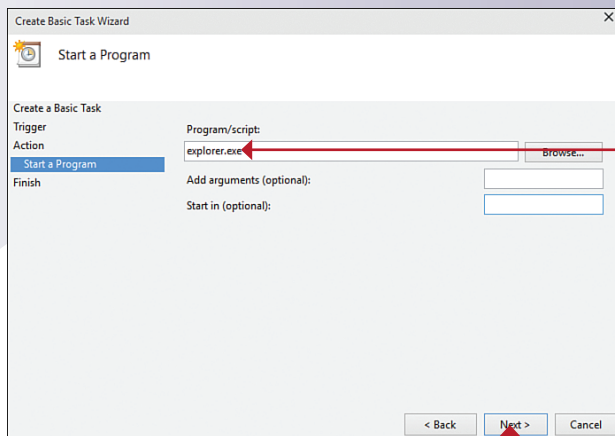 Create Basic Task Wizard
Start a Program
Create a Basic Task
Trigger
Action
Start a Program
Finish
Program/script:
explorer.exe
Browse...
Add arguments (optional):
Start in (optional):
< Back
Next >
Cancel